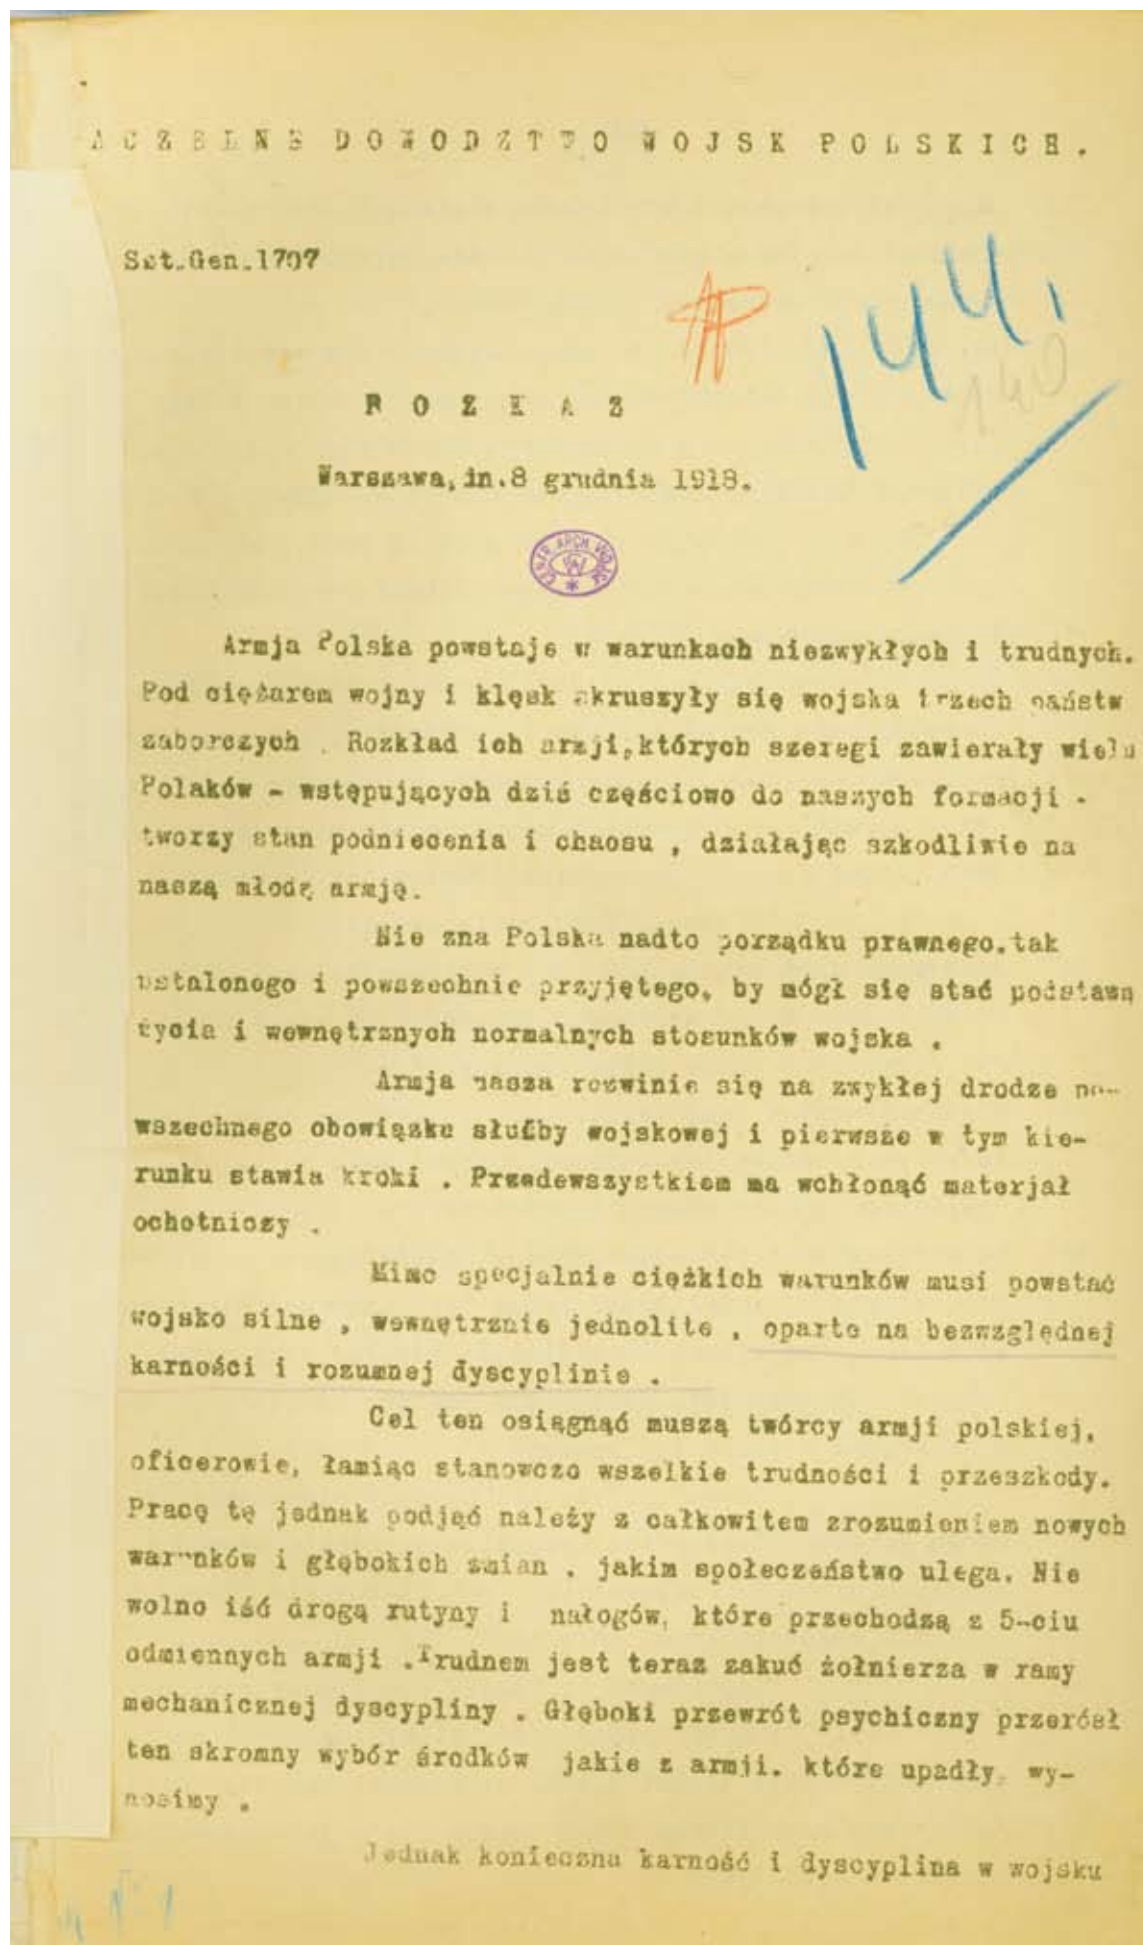 ACZELNE DOWODZTWO WOJSK POLSKICH.
Szt.Gen.1707
144.
140
ROZKAZ
Warszawa, dn.8 grudnia 1918.
CENTR. ARCH. WOJSK
Armja Polska powstaje w warunkach niezwykłych i trudnych.
Pod ciężarem wojny i klęsk skruszyły się wojska trzech państw
zaborczych . Rozkład ich armji,których szeregi zawierały wielu
Polaków - wstępujących dziś częściowo do naszych formacji -
tworzy stan podniecenia i chaosu , działając szkodliwie na
naszą młodą armję.
Nie zna Polska nadto porządku prawnego,tak
ustalonego i powszechnie przyjętego, by mógł się stać podstawą
życia i wewnętrznych normalnych stosunków wojska .
Armja nasza rozwinie się na zwykłej drodze po-
wszechnego obowiązku służby wojskowej i pierwsze w tym kie-
runku stawia kroki . Przedewszystkiem ma wchłonąć materjał
ochotniczy .
Mimo specjalnie ciężkich warunków musi powstać
wojsko silne , wewnętrznie jednolite , oparte na bezwzględnej
karności i rozumnej dyscyplinie .
Cel ten osiągnąć muszą twórcy armji polskiej,
oficerowie, łamiąc stanowczo wszelkie trudności i przeszkody.
Pracę tę jednak podjąć należy z całkowitem zrozumieniem nowych
warunków i głębokich zmian , jakim społeczeństwo ulega. Nie
wolno iść drogą rutyny i nałogów, które przechodzą z 5-ciu
odmiennych armji .Trudnem jest teraz zakuć żołnierza w ramy
mechanicznej dyscypliny . Głęboki przewrót psychiczny przerósł
ten skromny wybór środków jakie z armji, które upadły, wy-
nosimy .
Jednak konieczna karność i dyscyplina w wojsku